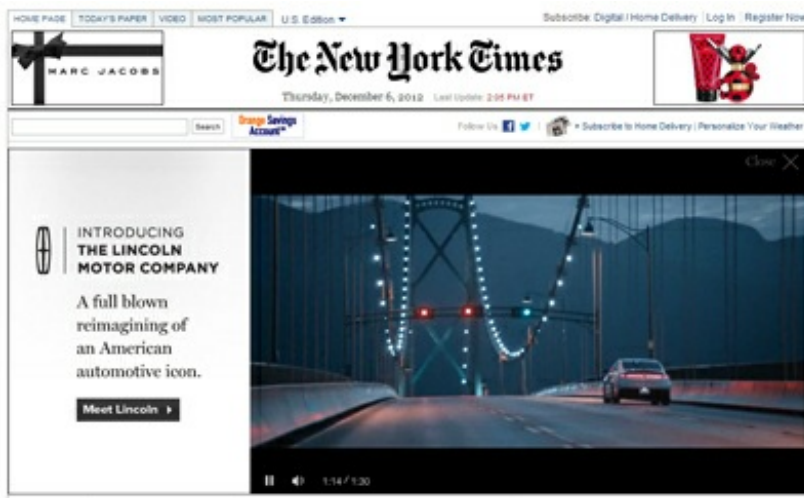 HOME PAGE TODAY'S PAPER VIDEO MOST POPULAR U.S. Edition
Subscribe: Digital / Home Delivery Log In Register Now
MARC JACOBS
The New York Times
Thursday, December 6, 2012 Last Update: 2:05 PM ET
Search
Orange Savings
Account
Follow Us
Subscribe to Home Delivery | Personalize Your Weather
Close
INTRODUCING
THE LINCOLN
MOTOR COMPANY
A full blown
reimagining of
an American
automotive icon.
Meet Lincoln
1:14 / 1:30